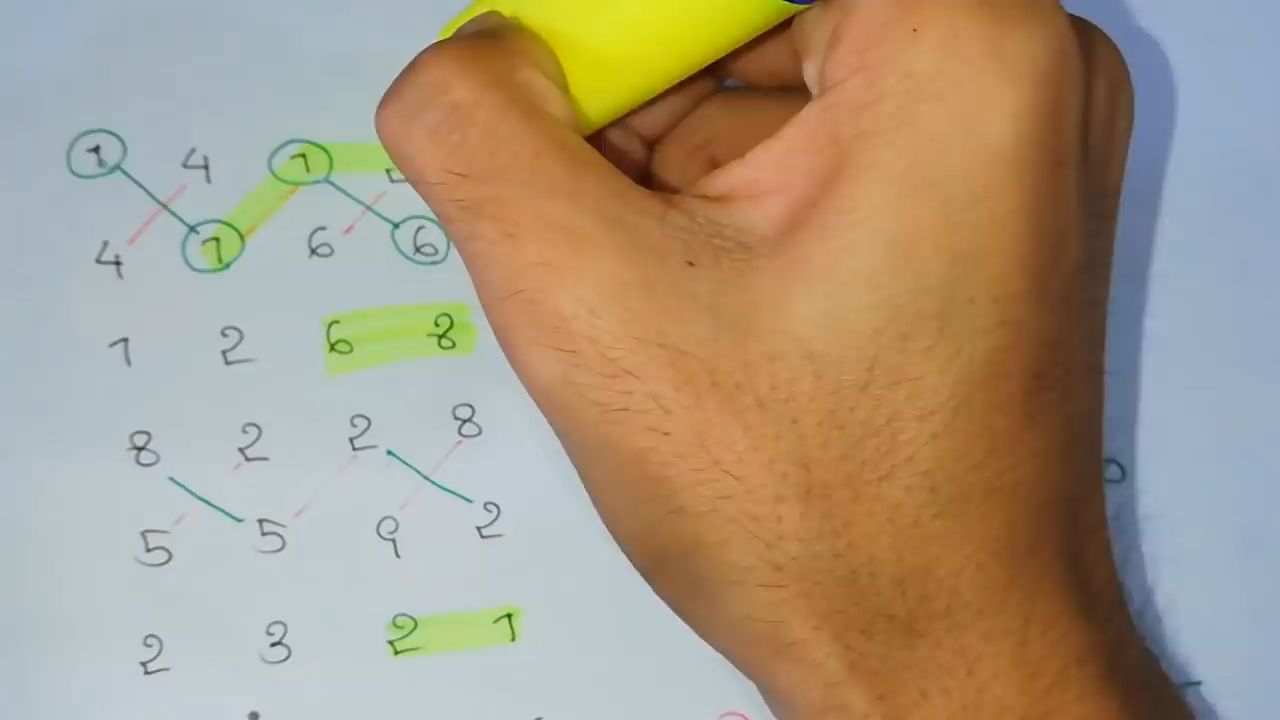 1 4 1
4 1 6 6
1 2 6 8
8 2 2 8
5 5 9 2
2 3 2 1